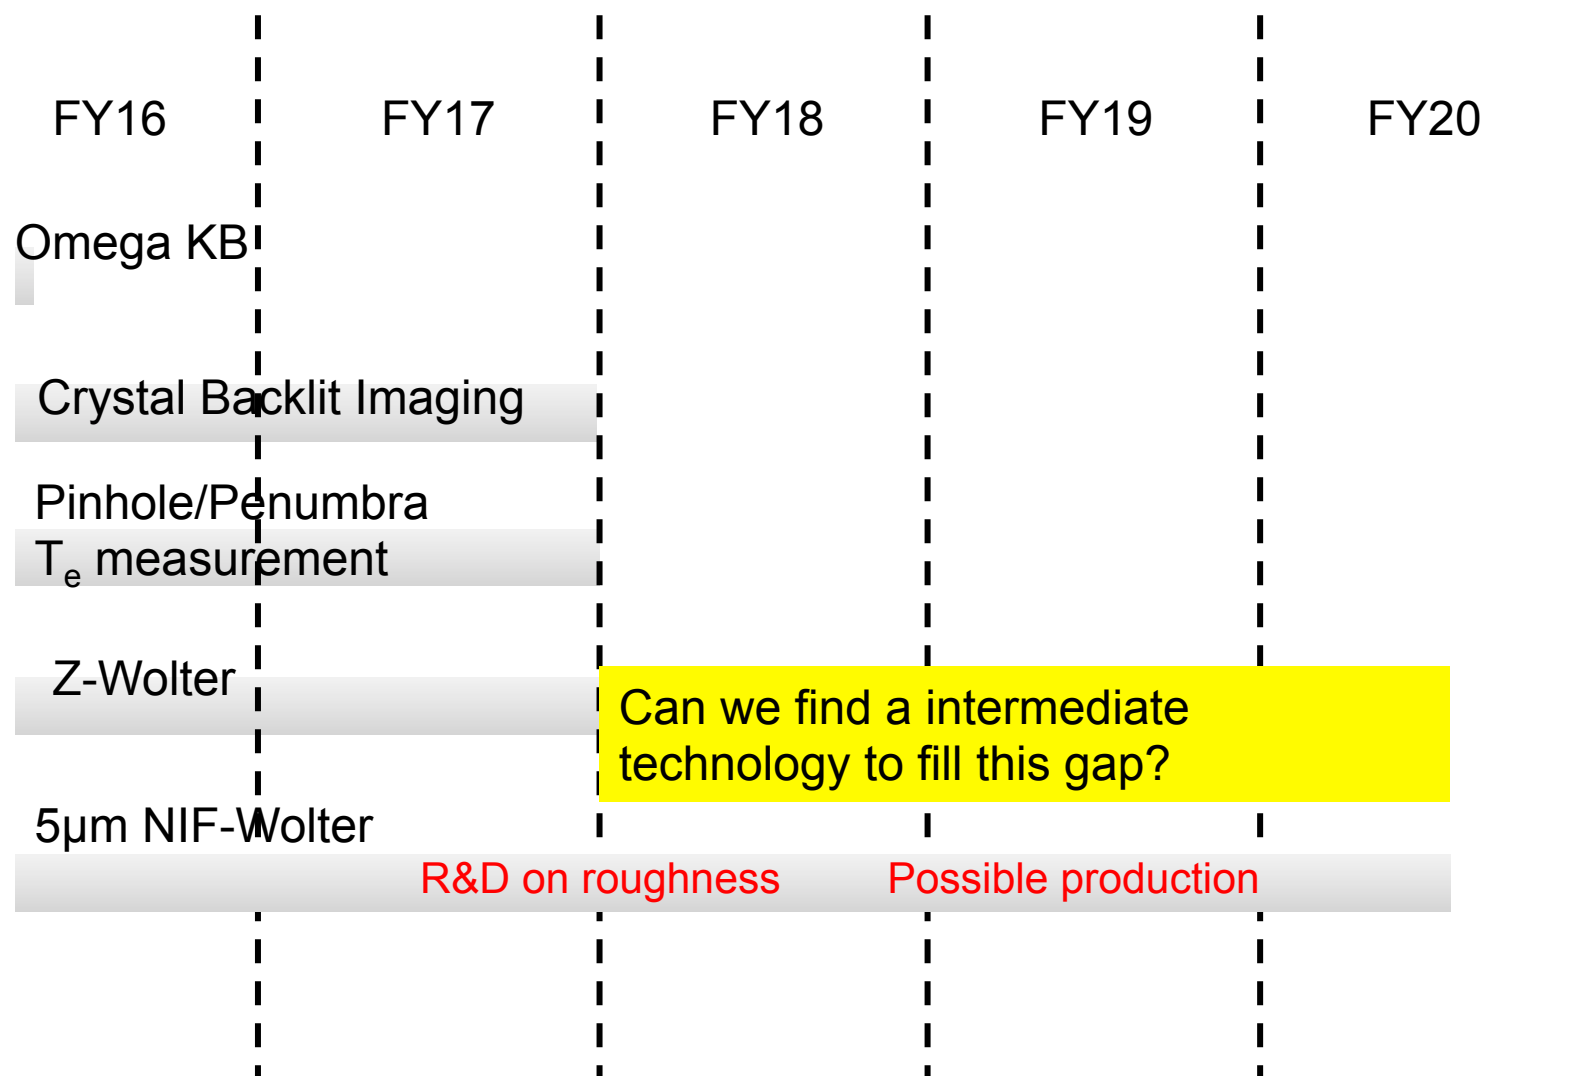 FY16 FY17 FY18 FY19 FY20
Omega KB
Crystal Backlit Imaging
Pinhole/Penumbra
Te measurement
Z-Wolter
Can we find a intermediate
technology to fill this gap?
5µm NIF-Wolter
R&D on roughness Possible production